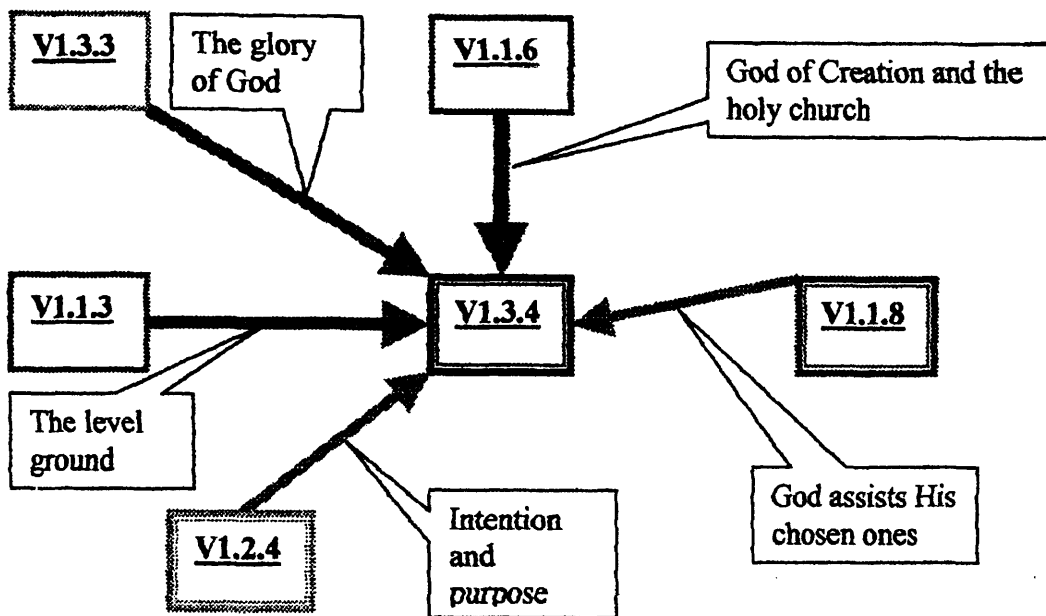 V1.3.3
The glory
of God
V1.1.6
God of Creation and the
holy church
V1.1.3
V1.3.4
V1.1.8
The level
ground
V1.2.4
Intention
and
purpose
God assists His
chosen ones